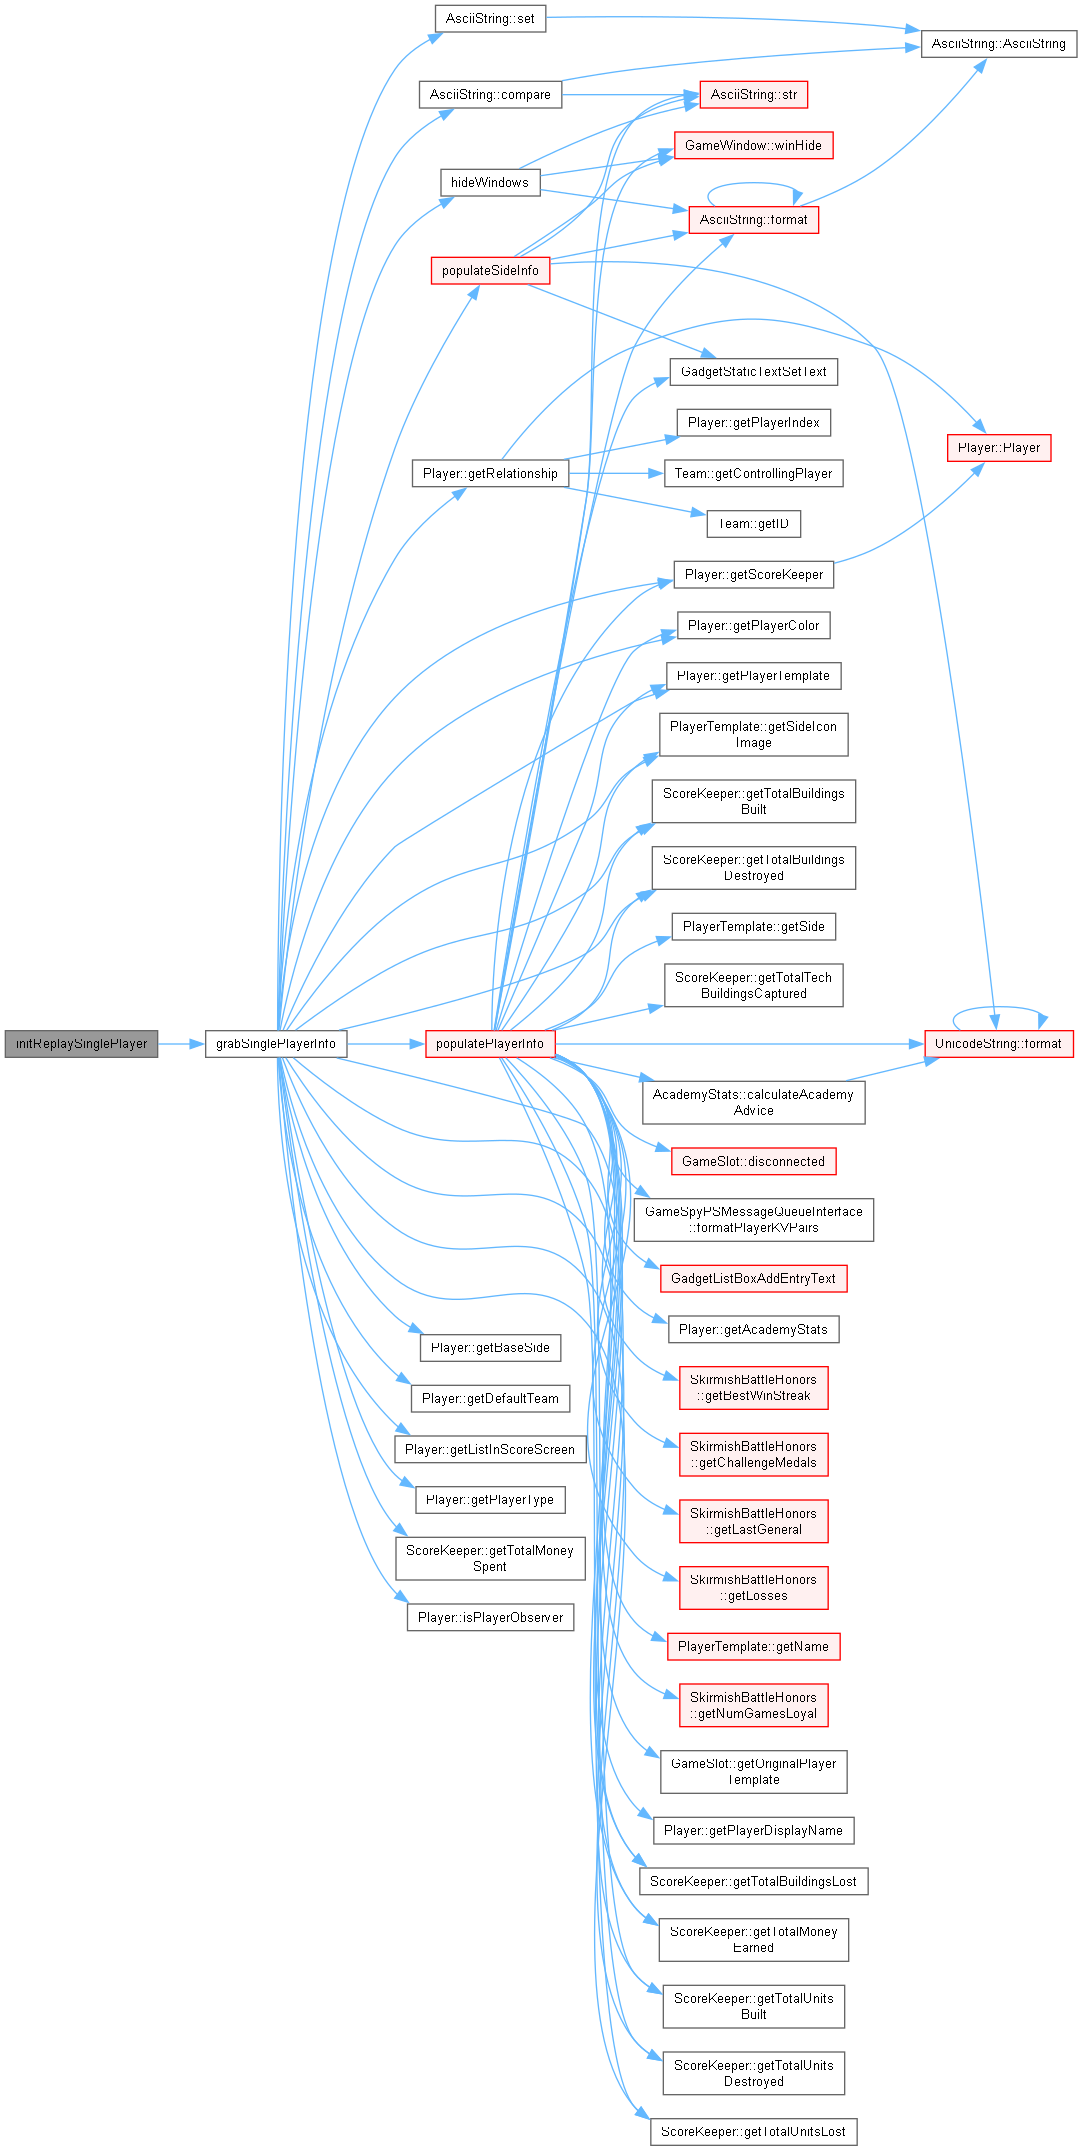 AsciiString::set
AsciiString::AsciiString
AsciiString::compare
AsciiString::str
GameWindow::winHide
hideWindows
AsciiString::format
populateSideInfo
GadgetStaticTextSetText
Player::getPlayerIndex
Player::Player
Player::getRelationship
Team::getControllingPlayer
Team::getID
Player::getScoreKeeper
Player::getPlayerColor
Player::getPlayerTemplate
PlayerTemplate::getSideIcon
Image
ScoreKeeper::getTotalBuildings
Built
ScoreKeeper::getTotalBuildings
Destroyed
PlayerTemplate::getSide
ScoreKeeper::getTotalTech
BuildingsCaptured
initReplaySinglePlayer
grabSinglePlayerInfo
populatePlayerInfo
UnicodeString::format
AcademyStats::calculateAcademy
Advice
GameSlot::disconnected
GameSpyPSMessageQueueInterface
::formatPlayerKVPairs
GadgetListBoxAddEntryText
Player::getAcademyStats
Player::getBaseSide
SkirmishBattleHonors
::getBestWinStreak
Player::getDefaultTeam
Player::getListInScoreScreen
SkirmishBattleHonors
::getChallengeMedals
Player::getPlayerType
SkirmishBattleHonors
::getLastGeneral
ScoreKeeper::getTotalMoney
Spent
SkirmishBattleHonors
::getLosses
Player::isPlayerObserver
PlayerTemplate::getName
SkirmishBattleHonors
::getNumGamesLoyal
GameSlot::getOriginalPlayer
Template
Player::getPlayerDisplayName
ScoreKeeper::getTotalBuildingsLost
ScoreKeeper::getTotalMoney
Earned
ScoreKeeper::getTotalUnits
Built
ScoreKeeper::getTotalUnits
Destroyed
ScoreKeeper::getTotalUnitsLost